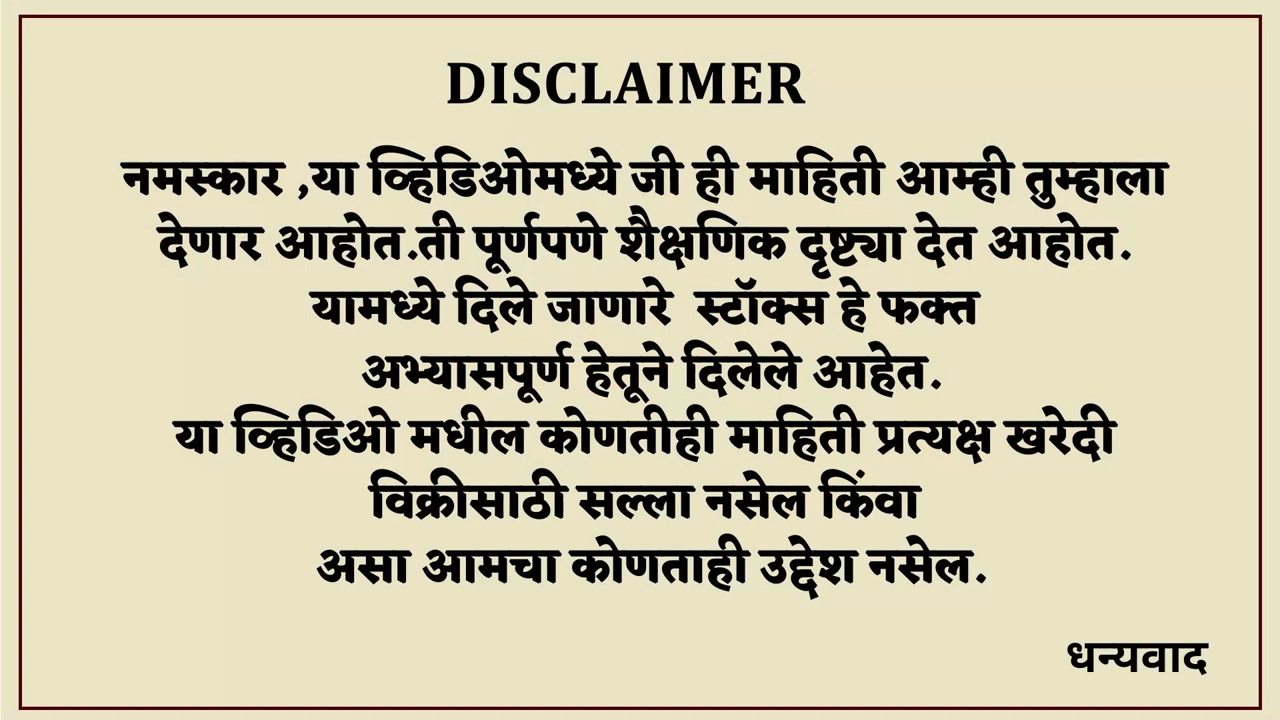 DISCLAIMER
नमस्कार ,या व्हिडिओमध्ये जी ही माहिती आम्ही तुम्हाला
देणार आहोत.ती पूर्णपणे शैक्षणिक दृष्ट्या देत आहोत.
यामध्ये दिले जाणारे स्टॉक्स हे फक्त
अभ्यासपूर्ण हेतूने दिलेले आहेत.
या व्हिडिओ मधील कोणतीही माहिती प्रत्यक्ष खरेदी
विक्रीसाठी सल्ला नसेल किंवा
असा आमचा कोणताही उद्देश नसेल.
धन्यवाद